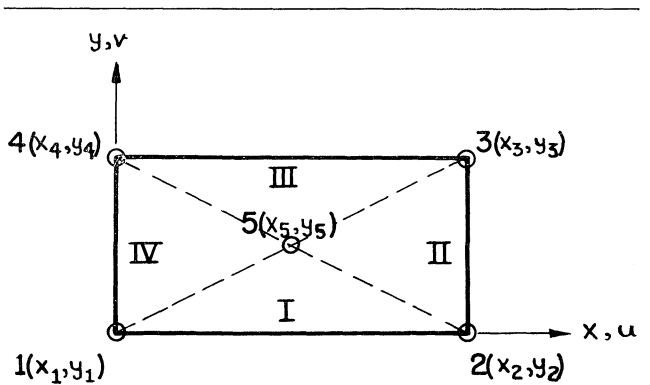 y,v
4(x₄,y₄)
3(x₃,y₃)
III
5(x₅,y₅)
IV
II
I
x,u
1(x₁,y₁)
2(x₂,y₂)